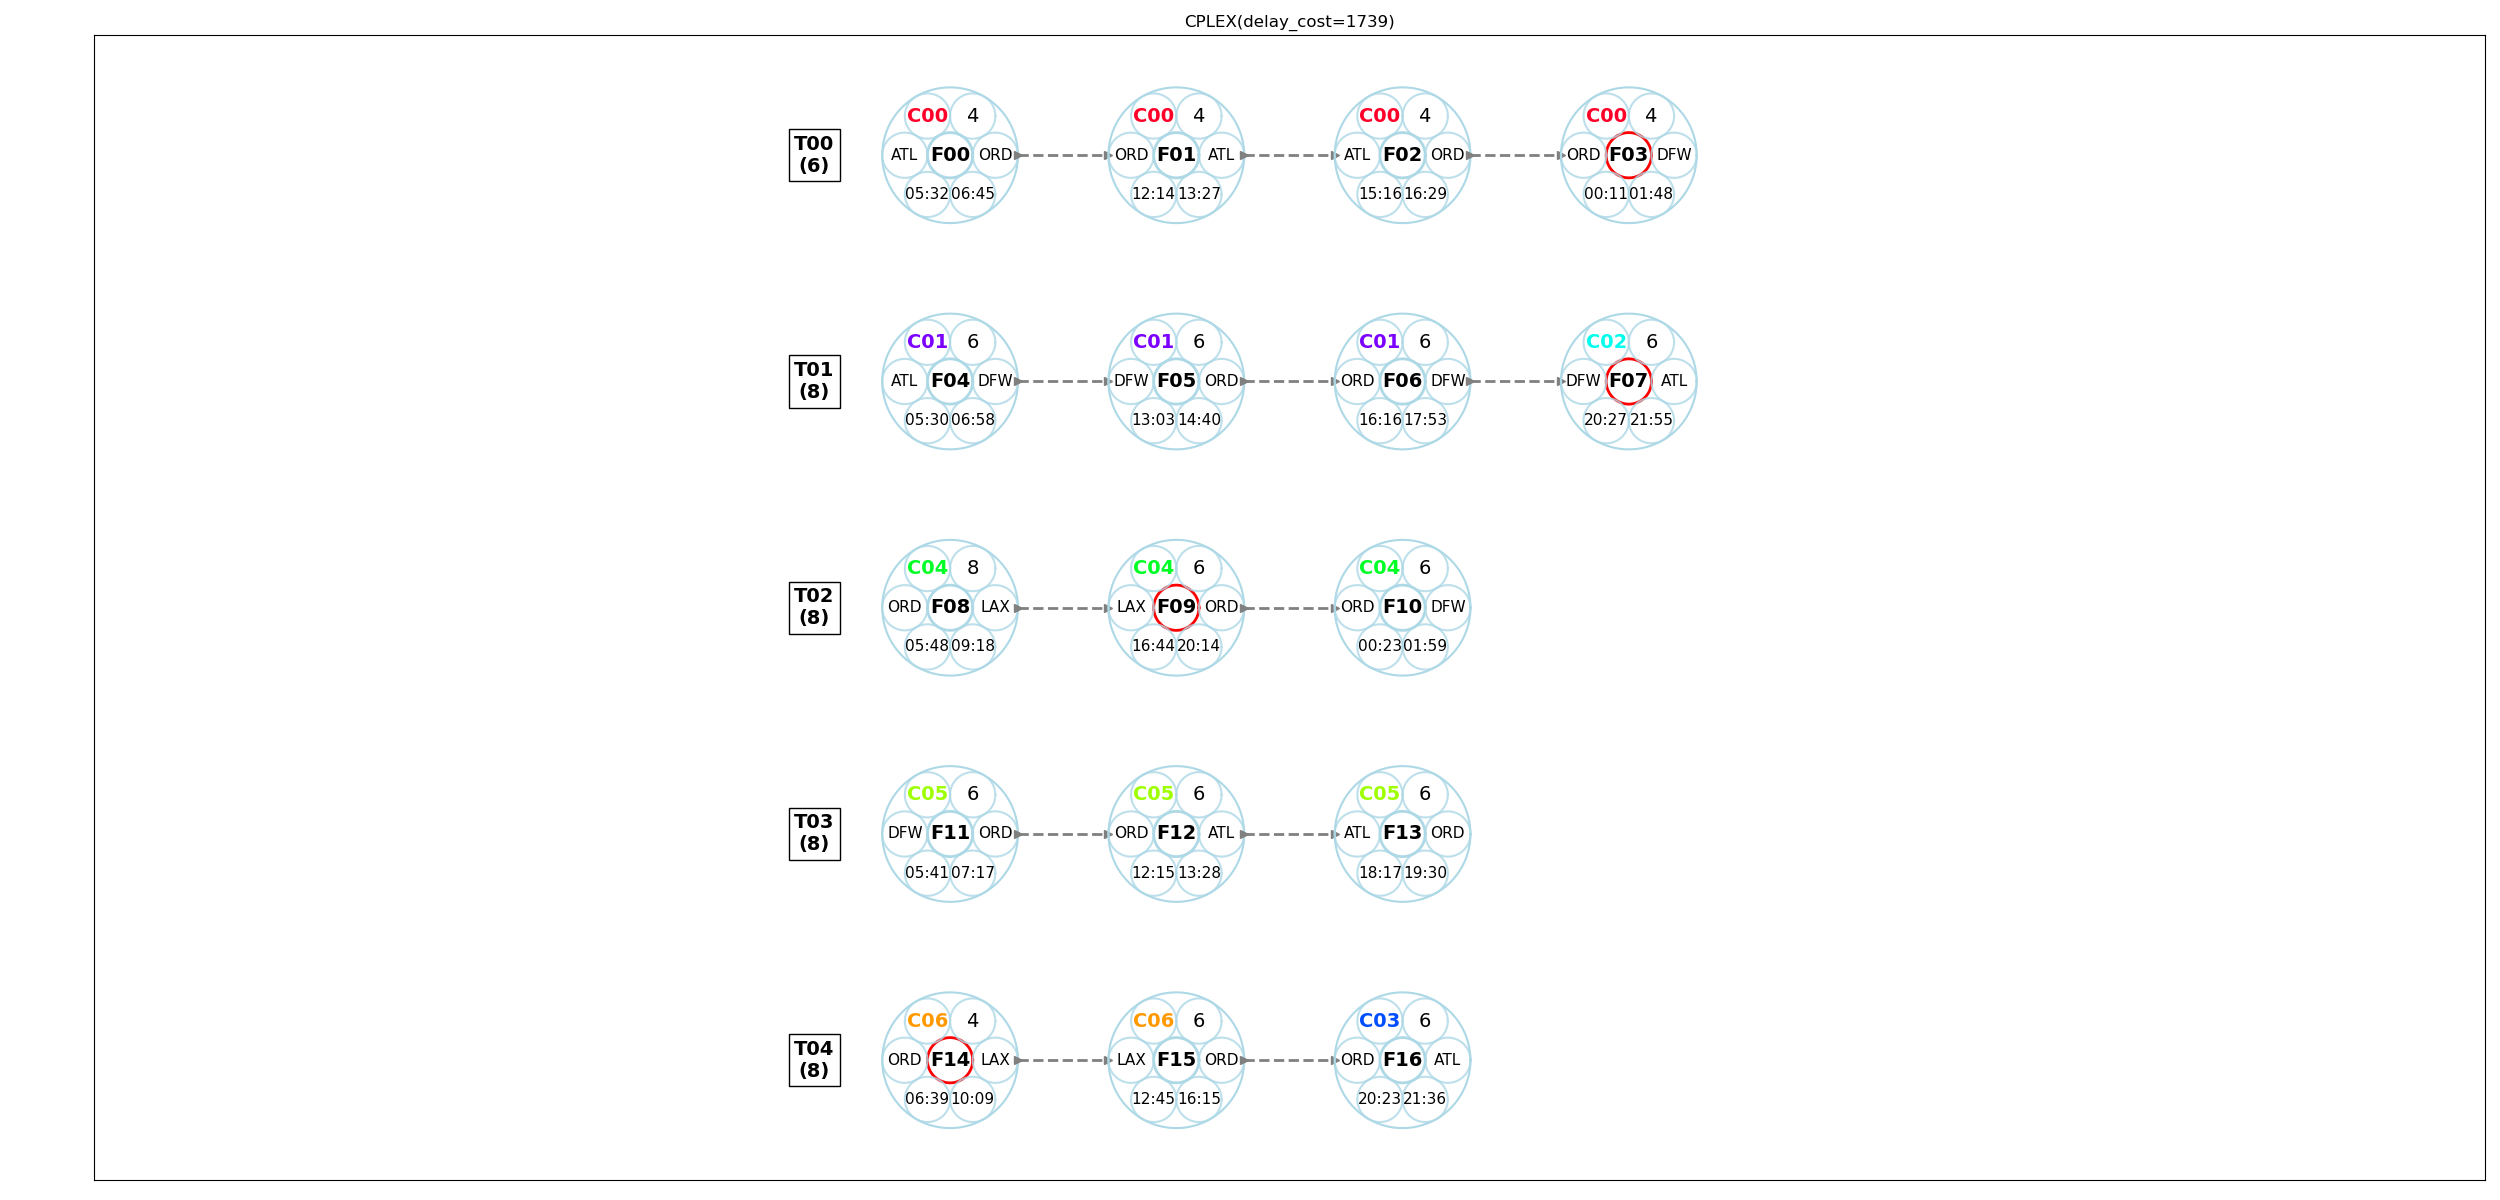 CPLEX(delay_cost=1739)
C00 4 C00 4 C00 4 C00 4
T00
(6)
ATL F00 ORD ORD F01 ATL ATL F02 ORD ORD F03 DFW
05:32 06:45 12:14 13:27 15:16 16:29 00:11 01:48
C01 6 C01 6 C01 6 C02 6
T01
(8)
ATL F04 DFW DFW F05 ORD ORD F06 DFW DFW F07 ATL
05:30 06:58 13:03 14:40 16:16 17:53 20:27 21:55
C04 8 C04 6 C04 6
T02
(8)
ORD F08 LAX LAX F09 ORD ORD F10 DFW
05:48 09:18 16:44 20:14 00:23 01:59
C05 6 C05 6 C05 6
T03
(8)
DFW F11 ORD ORD F12 ATL ATL F13 ORD
05:41 07:17 12:15 13:28 18:17 19:30
C06 4 C06 6 C03 6
T04
(8)
ORD F14 LAX LAX F15 ORD ORD F16 ATL
06:39 10:09 12:45 16:15 20:23 21:36